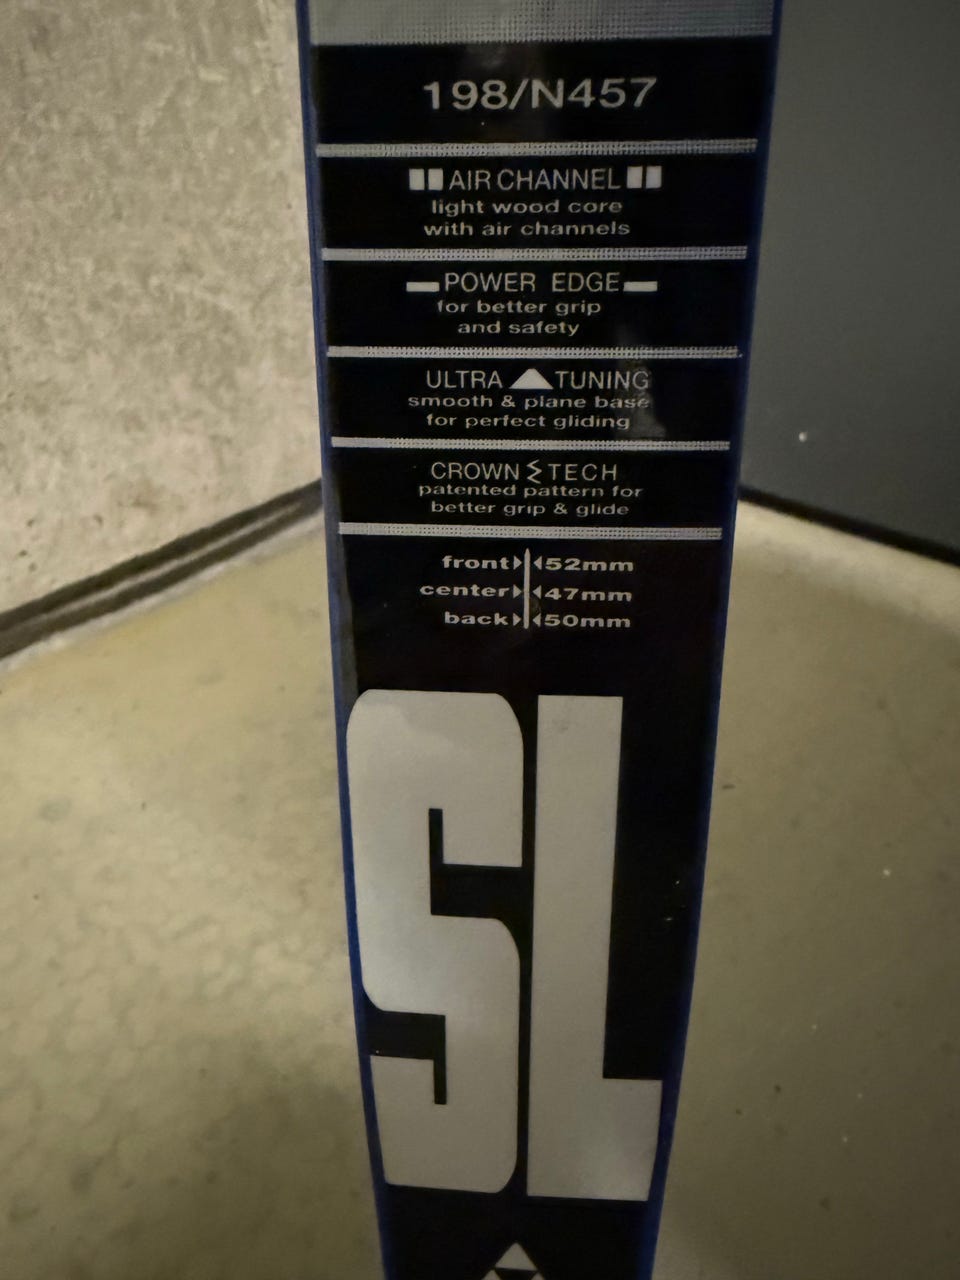 198/N457
AIR CHANNEL
light wood core
with air channels
POWER EDGE
for better grip
and safety
ULTRA TUNING
smooth & plane base
for perfect gliding
CROWN TECH
patented pattern for
better grip & glide
front 52mm
center 47mm
back 50mm
SL